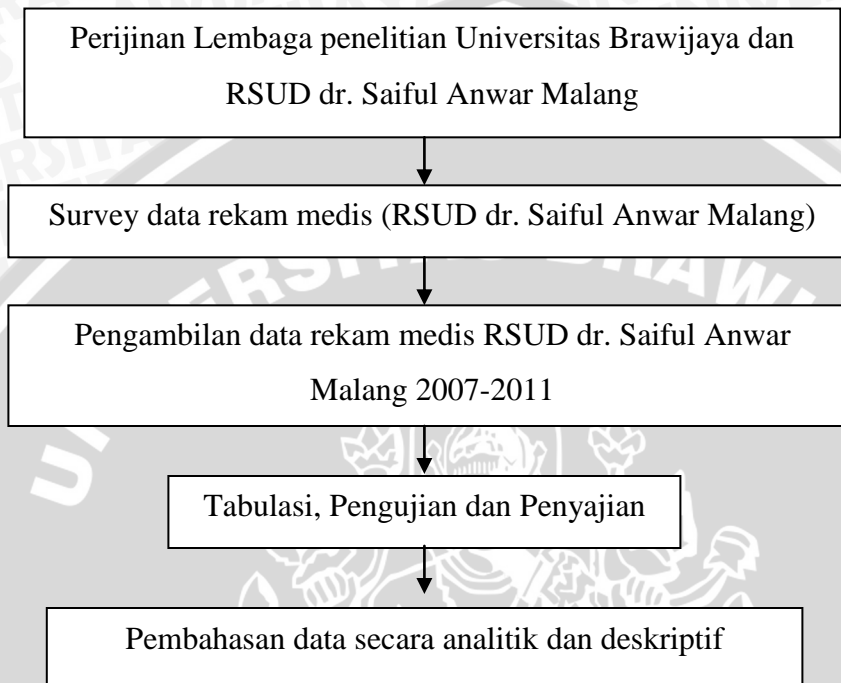 Perijinan Lembaga penelitian Universitas Brawijaya dan
RSUD dr. Saiful Anwar Malang
Survey data rekam medis (RSUD dr. Saiful Anwar Malang)
Pengambilan data rekam medis RSUD dr. Saiful Anwar
Malang 2007-2011
Tabulasi, Pengujian dan Penyajian
Pembahasan data secara analitik dan deskriptif